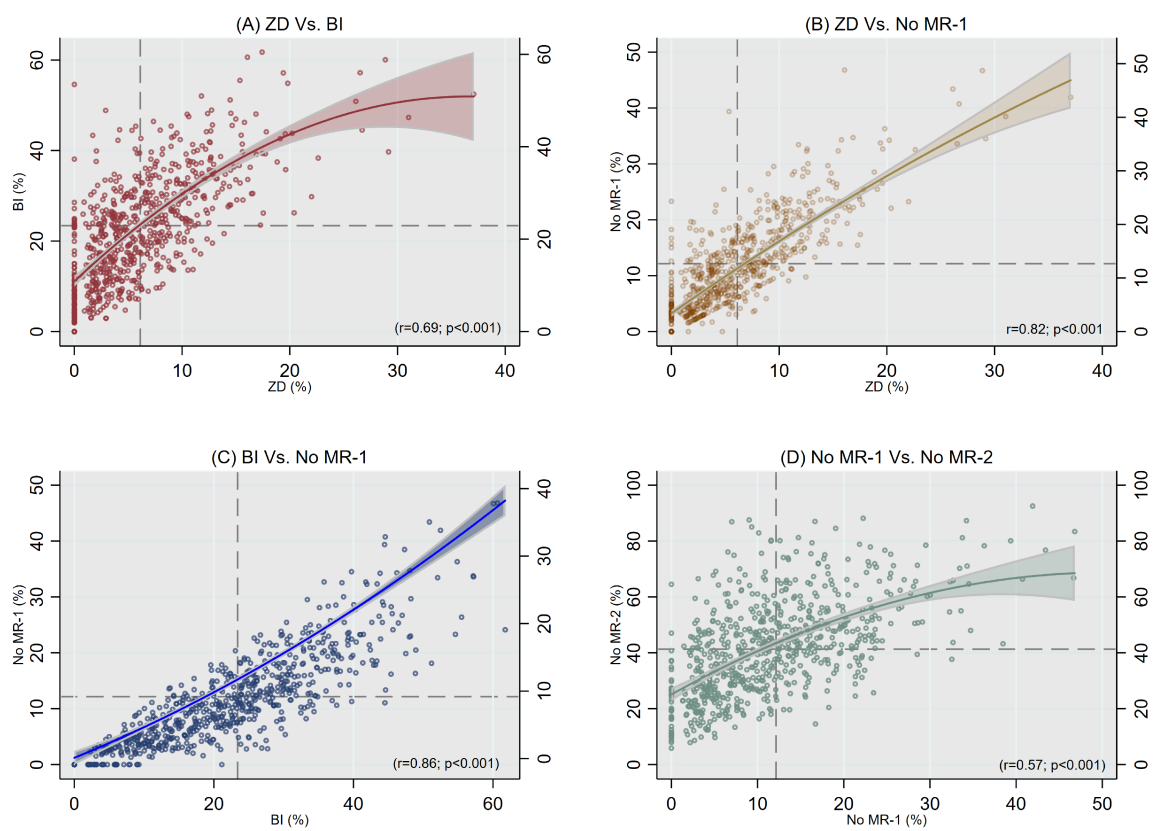 (A) ZD Vs. BI
BI (%)
0 20 40 60
0 20 40 60
0 10 20 30 40
ZD (%)
(r=0.69; p<0.001)
(B) ZD Vs. No MR-1
No MR-1 (%)
0 10 20 30 40 50
0 10 20 30 40 50
0 10 20 30 40
ZD (%)
r=0.82; p<0.001
(C) BI Vs. No MR-1
No MR-1 (%)
0 10 20 30 40 50
0 10 20 30 40
0 20 40 60
BI (%)
(r=0.86; p<0.001)
(D) No MR-1 Vs. No MR-2
No MR-2 (%)
0 20 40 60 80 100
0 20 40 60 80 100
0 10 20 30 40 50
No MR-1 (%)
(r=0.57; p<0.001)